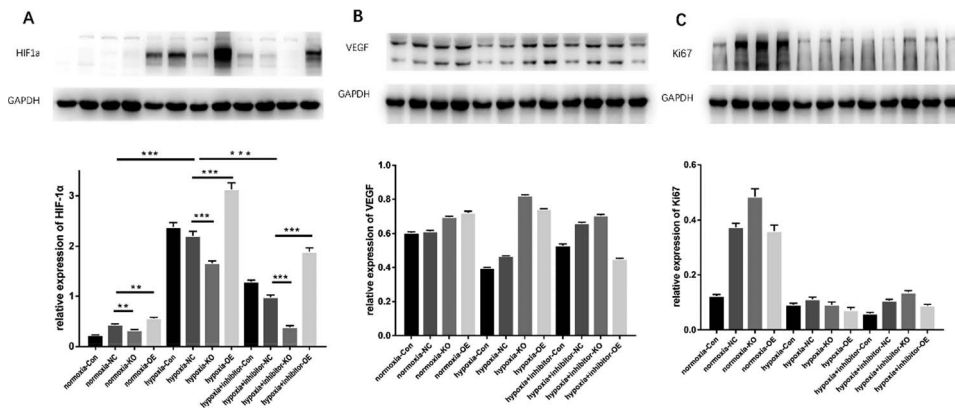 A
HIF1a
GAPDH
relative expression of HIF-1α
3
2
1
0
***
***
***
***
***
***
**
**
normoxia-Con
normoxia-NC
normoxia-KO
normoxia-OE
hypoxia-Con
hypoxia-NC
hypoxia-KO
hypoxia-OE
hypoxia+inhibitor-Con
hypoxia+inhibitor-NC
hypoxia+inhibitor-KO
hypoxia+inhibitor-OE
B
VEGF
GAPDH
relative expression of VEGF
1.0
0.8
0.6
0.4
0.2
0.0
normoxia-Con
normoxia-NC
normoxia-KO
normoxia-OE
hypoxia-Con
hypoxia-NC
hypoxia-KO
hypoxia-OE
hypoxia+inhibitor-Con
hypoxia+inhibitor-NC
hypoxia+inhibitor-KO
hypoxia+inhibitor-OE
C
Ki67
GAPDH
relative expression of Ki67
0.6
0.4
0.2
0.0
normoxia-Con
normoxia-NC
normoxia-KO
normoxia-OE
hypoxia-Con
hypoxia-NC
hypoxia-KO
hypoxia-OE
hypoxia+inhibitor-Con
hypoxia+inhibitor-NC
hypoxia+inhibitor-KO
hypoxia+inhibitor-OE